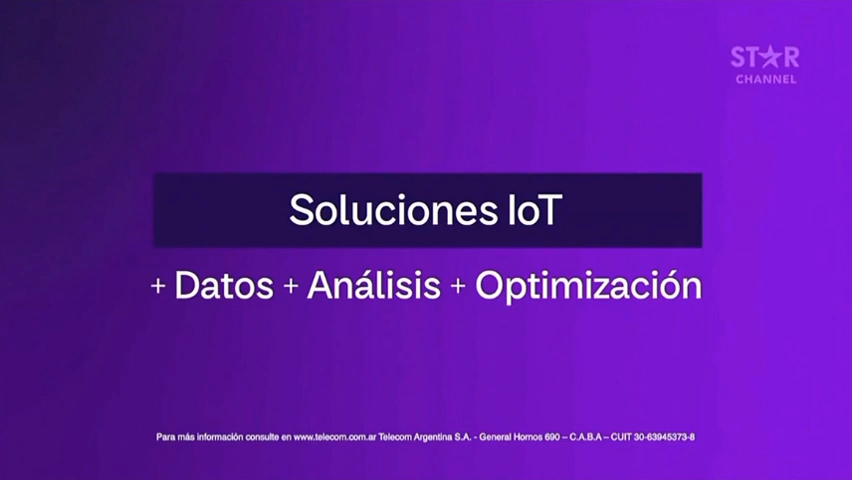 STAR
CHANNEL
Soluciones IoT
+ Datos + Análisis + Optimización
Para más información consulte en www.telecom.com.ar Telecom Argentina S.A. - General Hornos 690 – C.A.B.A – CUIT 30-63945373-8